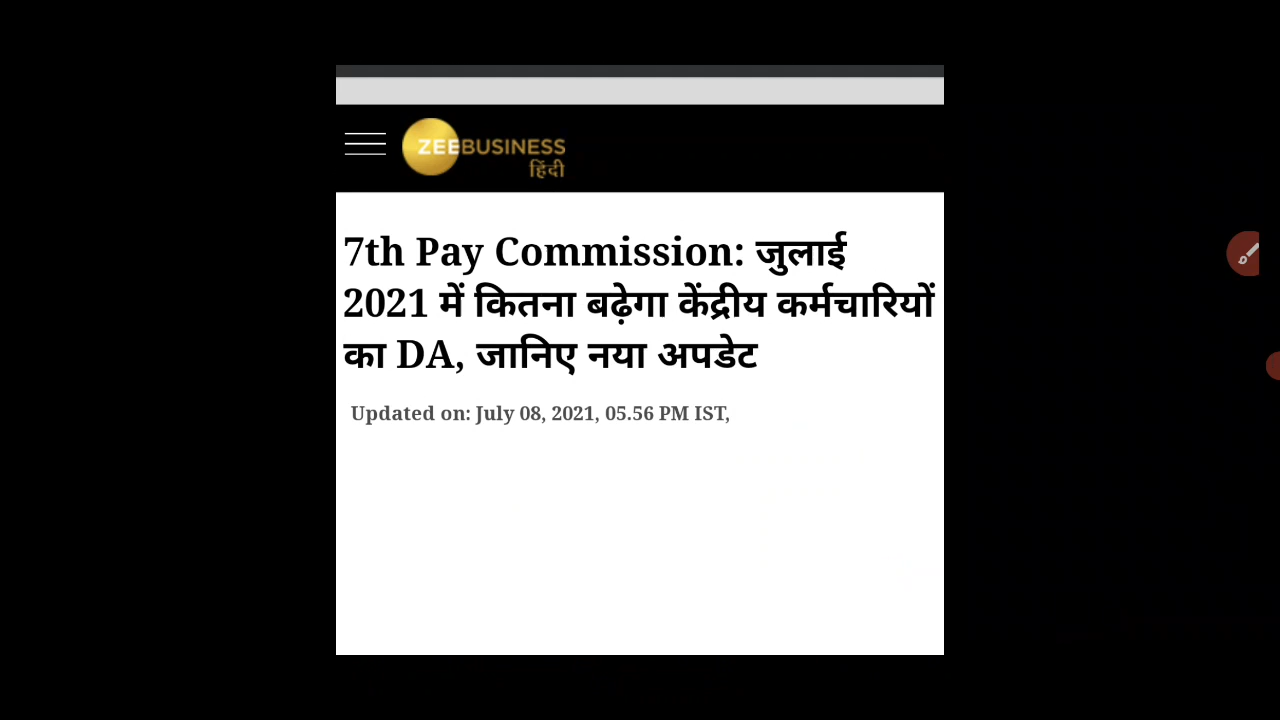 ZEEBUSINESS
हिंदी
7th Pay Commission: जुलाई
2021 में कितना बढ़ेगा केंद्रीय कर्मचारियों
का DA, जानिए नया अपडेट
Updated on: July 08, 2021, 05.56 PM IST,